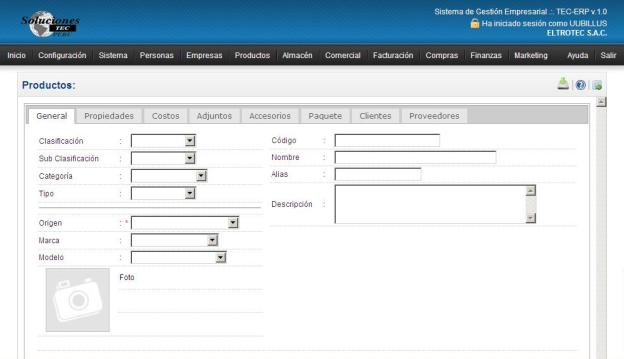 Soluciones
TEC
PERU
Sistema de Gestión Empresarial .:. TEC-ERP v.1.0
Ha iniciado sesión como UUBILLUS
ELTROTEC S.A.C.
Inicio Configuración Sistema Personas Empresas Productos Almacén Comercial Facturación Compras Finanzas Marketing Ayuda Salir
Productos:
General Propiedades Costos Adjuntos Accesorios Paquete Clientes Proveedores
Clasificación :
Sub Clasificación :
Categoría :
Tipo :
Origen : *
Marca :
Modelo :
Foto
Código :
Nombre :
Alias :
Descripción :